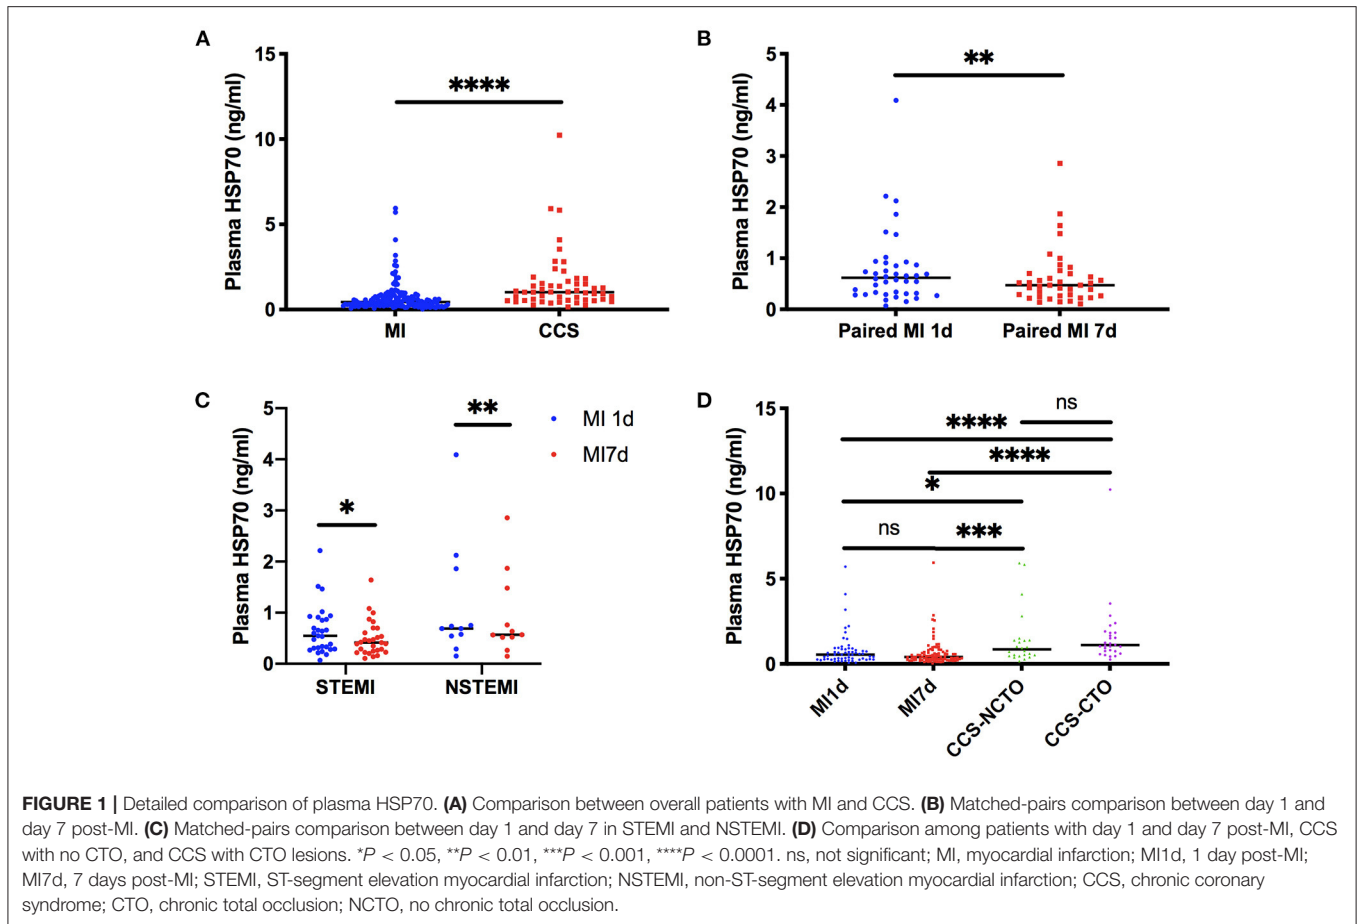 A
Plasma HSP70 (ng/ml)
15
10
5
0
****
MI
CCS
B
Plasma HSP70 (ng/ml)
5
4
3
2
1
0
**
Paired MI 1d
Paired MI 7d
C
Plasma HSP70 (ng/ml)
5
4
3
2
1
0
*
**
STEMI
NSTEMI
MI 1d
MI7d
D
Plasma HSP70 (ng/ml)
15
10
5
0
ns
****
****
*
ns
***
MI1d
MI7d
CCS-NCTO
CCS-CTO
FIGURE 1 | Detailed comparison of plasma HSP70. (A) Comparison between overall patients with MI and CCS. (B) Matched-pairs comparison between day 1 and
day 7 post-MI. (C) Matched-pairs comparison between day 1 and day 7 in STEMI and NSTEMI. (D) Comparison among patients with day 1 and day 7 post-MI, CCS
with no CTO, and CCS with CTO lesions. *P < 0.05, **P < 0.01, ***P < 0.001, ****P < 0.0001. ns, not significant; MI, myocardial infarction; MI1d, 1 day post-MI;
MI7d, 7 days post-MI; STEMI, ST-segment elevation myocardial infarction; NSTEMI, non-ST-segment elevation myocardial infarction; CCS, chronic coronary
syndrome; CTO, chronic total occlusion; NCTO, no chronic total occlusion.